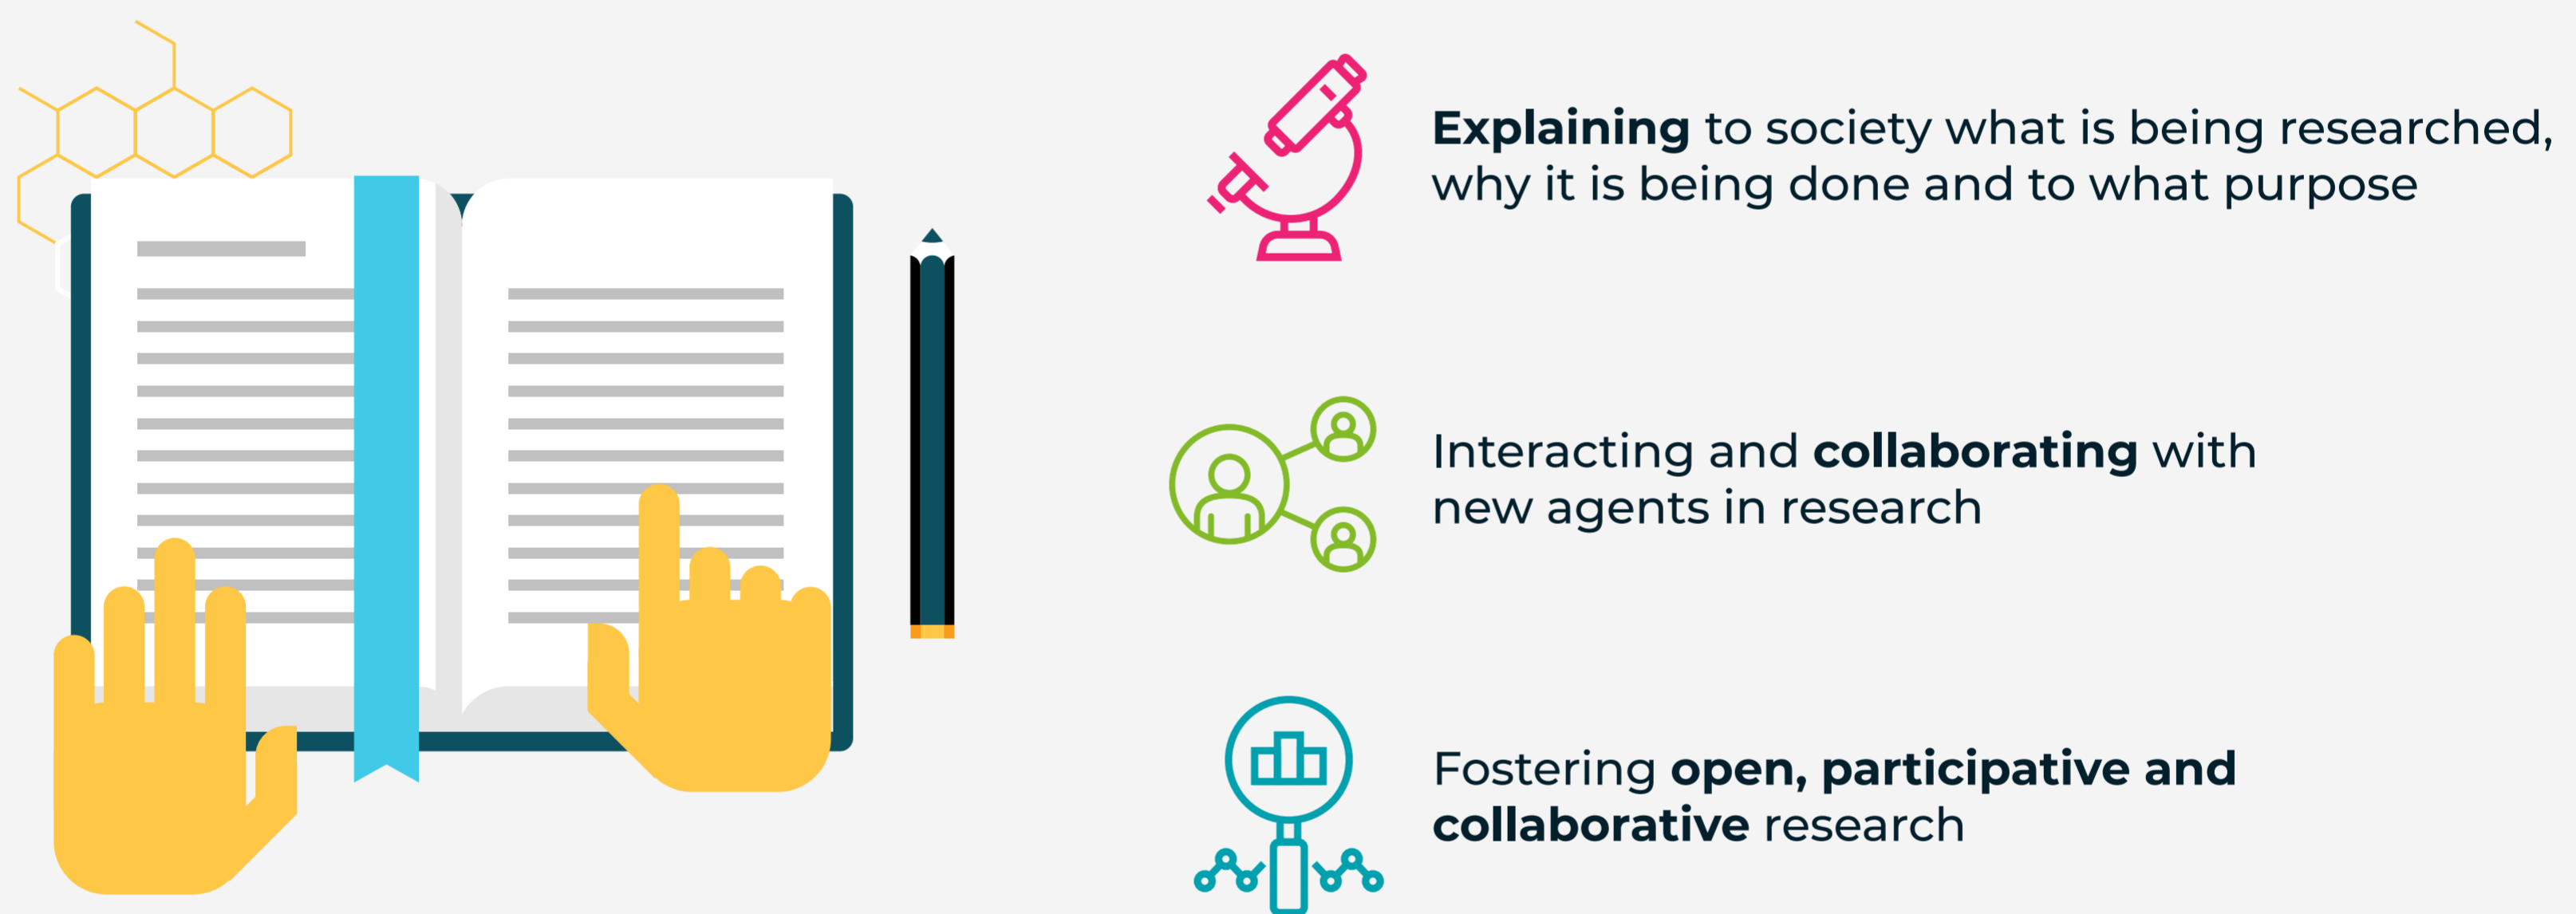 Explaining to society what is being researched,
why it is being done and to what purpose
Interacting and collaborating with
new agents in research
Fostering open, participative and
collaborative research